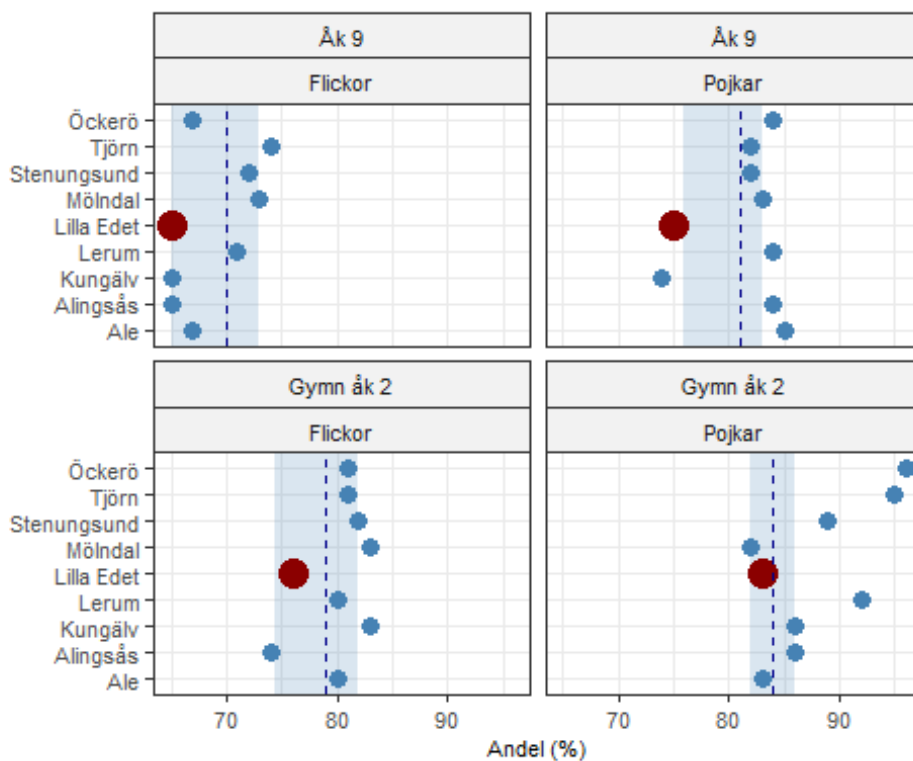 Åk 9
Åk 9
Flickor
Pojkar
Öckerö
Tjörn
Stenungsund
Mölndal
Lilla Edet
Lerum
Kungälv
Alingsås
Ale
Gymn åk 2
Gymn åk 2
Flickor
Pojkar
Öckerö
Tjörn
Stenungsund
Mölndal
Lilla Edet
Lerum
Kungälv
Alingsås
Ale
70 80 90 70 80 90
Andel (%)